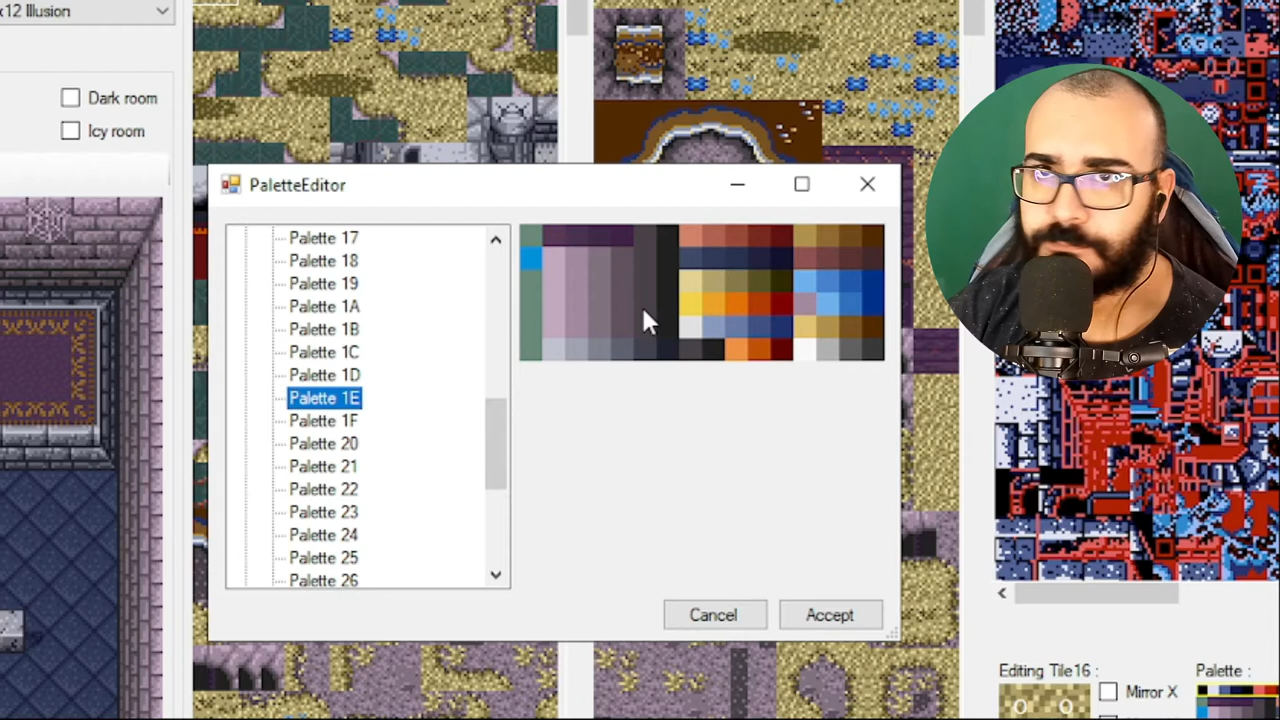 x12 Illusion
Dark room
Icy room
PaletteEditor
Palette 17
Palette 18
Palette 19
Palette 1A
Palette 1B
Palette 1C
Palette 1D
Palette 1E
Palette 1F
Palette 20
Palette 21
Palette 22
Palette 23
Palette 24
Palette 25
Palette 26
Cancel
Accept
Editing Tile16 :
Mirror X
Palette :